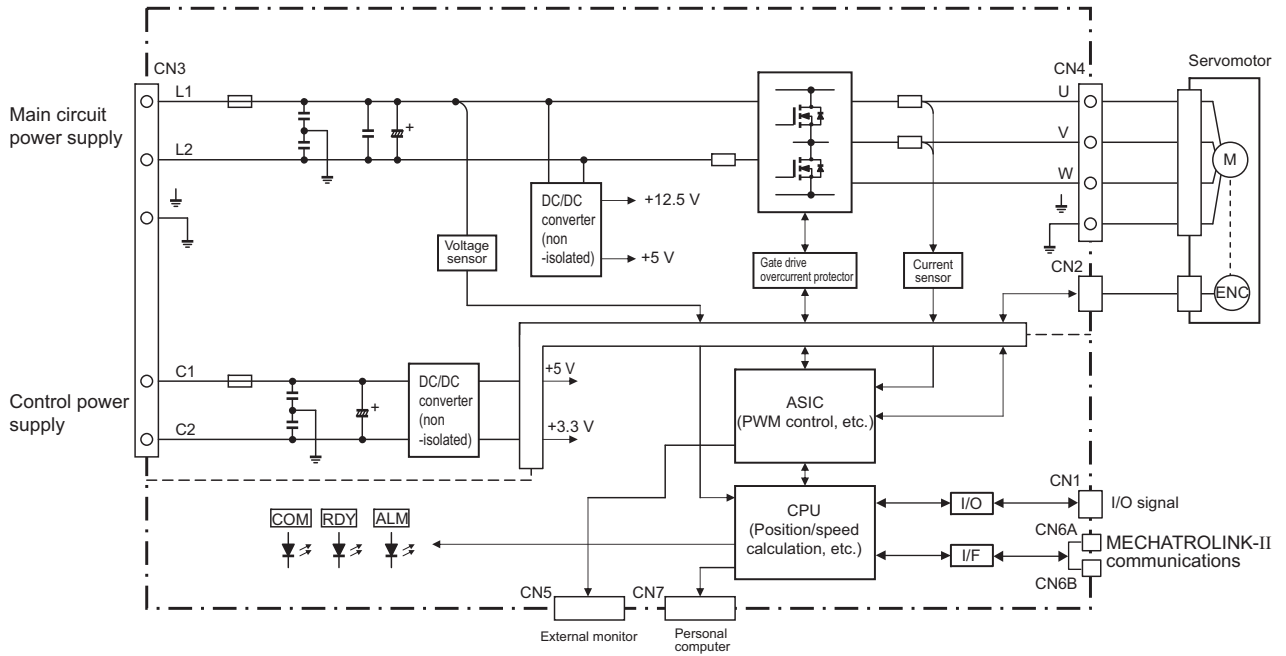 CN3
CN4
Servomotor
Main circuit
power supply
L1
L2
U
V
W
M
+
DC/DC
converter
(non
-isolated)
+12.5 V
+5 V
Voltage
sensor
Gate drive
overcurrent protector
Current
sensor
CN2
ENC
Control power
supply
C1
C2
+
DC/DC
converter
(non
-isolated)
+5 V
+3.3 V
ASIC
(PWM control, etc.)
CPU
(Position/speed
calculation, etc.)
I/O
I/F
CN1
I/O signal
CN6A
MECHATROLINK-II
communications
CN6B
COM
RDY
ALM
CN5
CN7
External monitor
Personal
computer